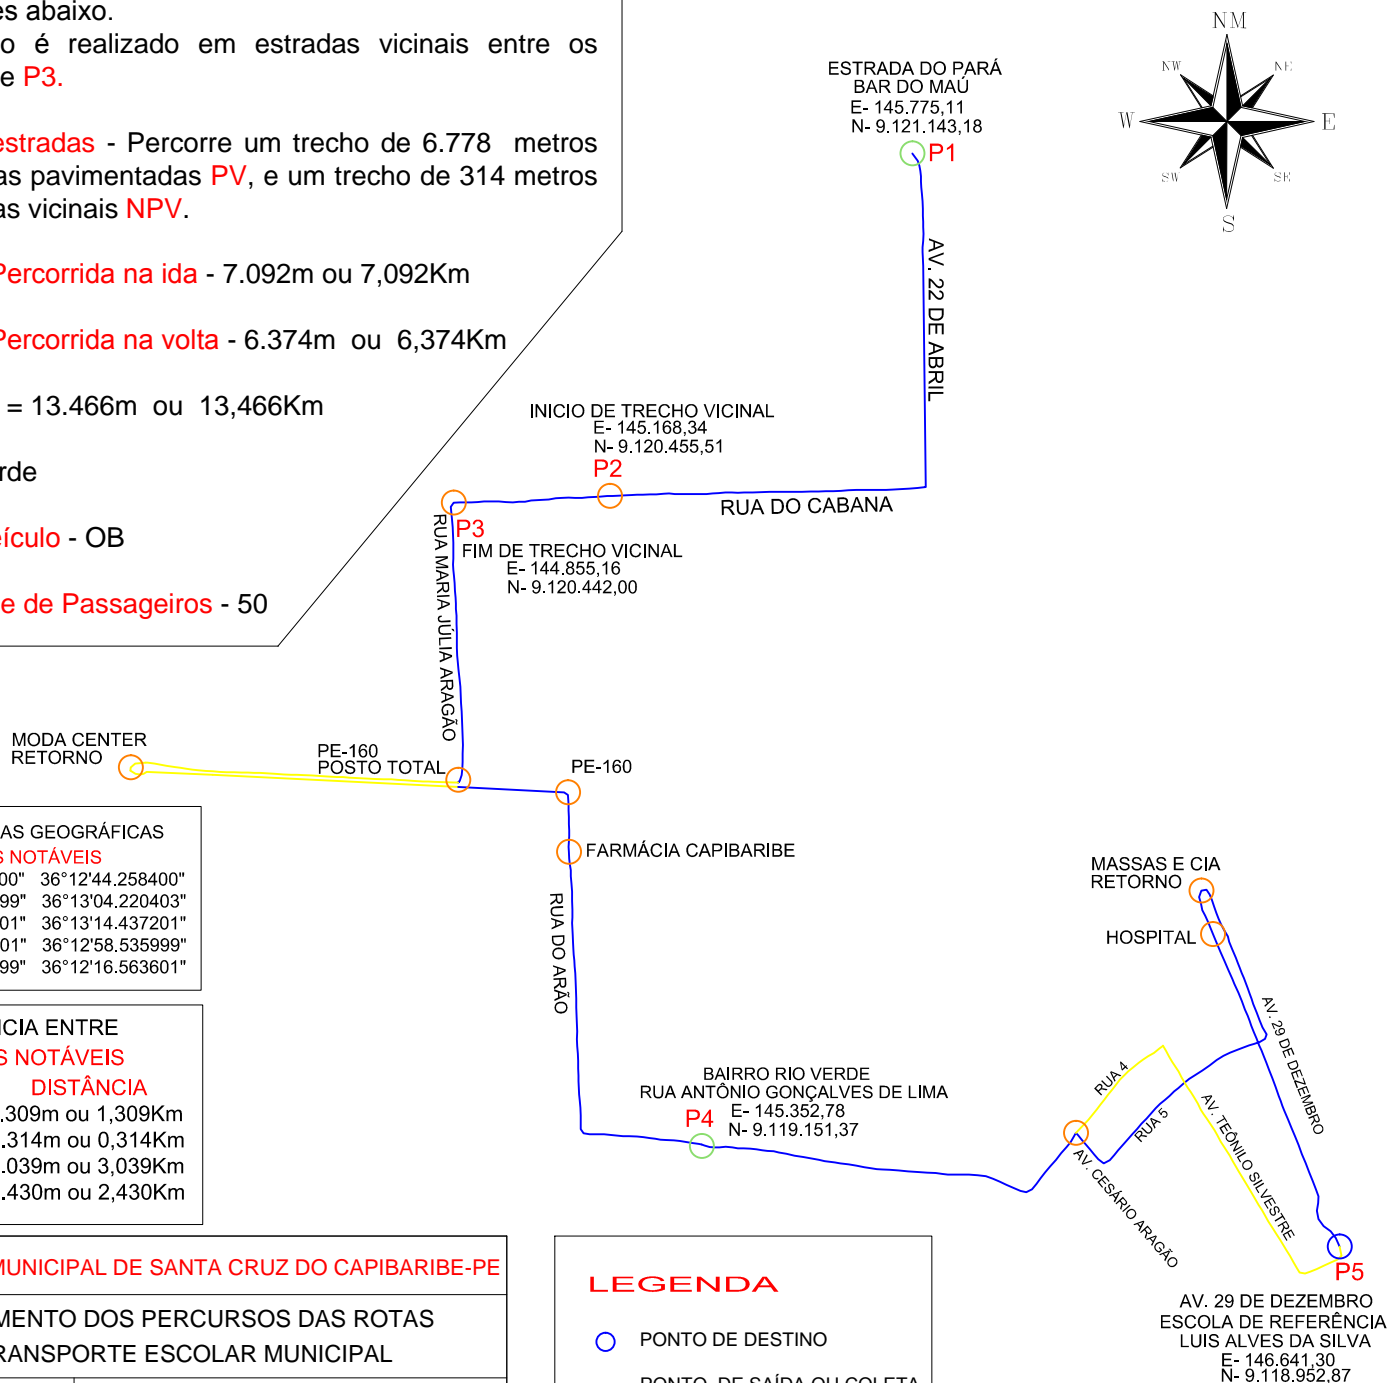 es abaixo.
o é realizado em estradas vicinais entre os
e P3.
estradas - Percorre um trecho de 6.778 metros
as pavimentadas PV, e um trecho de 314 metros
as vicinais NPV.
Percorrida na ida - 7.092m ou 7,092Km
Percorrida na volta - 6.374m ou 6,374Km
= 13.466m ou 13,466Km
rde
eículo - OB
e de Passageiros - 50
NM
NW
NE
W
E
SW
SE
S
ESTRADA DO PARÁ
BAR DO MAÚ
E- 145.775,11
N- 9.121.143,18
P1
AV. 22 DE ABRIL
INICIO DE TRECHO VICINAL
E- 145.168,34
N- 9.120.455,51
P2
RUA DO CABANA
P3
FIM DE TRECHO VICINAL
E- 144.855,16
N- 9.120.442,00
RUA MARIA JÚLIA ARAGÃO
MODA CENTER
RETORNO
PE-160
POSTO TOTAL
PE-160
FARMÁCIA CAPIBARIBE
RUA DO ARÃO
MASSAS E CIA
RETORNO
HOSPITAL
AV. 29 DE DEZEMBRO
RUA 4
RUA 5
AV. TEÔNILO SILVESTRE
AV. CESÁRIO ARAGÃO
BAIRRO RIO VERDE
RUA ANTÔNIO GONÇALVES DE LIMA
E- 145.352,78
N- 9.119.151,37
P4
P5
AV. 29 DE DEZEMBRO
ESCOLA DE REFERÊNCIA
LUIS ALVES DA SILVA
E- 146.641,30
N- 9.118.952,87
AS GEOGRÁFICAS
S NOTÁVEIS
00" 36°12'44.258400"
99" 36°13'04.220403"
01" 36°13'14.437201"
01" 36°12'58.535999"
99" 36°12'16.563601"
NCIA ENTRE
S NOTÁVEIS
DISTÂNCIA
.309m ou 1,309Km
.314m ou 0,314Km
.039m ou 3,039Km
.430m ou 2,430Km
MUNICIPAL DE SANTA CRUZ DO CAPIBARIBE-PE
MENTO DOS PERCURSOS DAS ROTAS
RANSPORTE ESCOLAR MUNICIPAL
LEGENDA
PONTO DE DESTINO
PONTO DE SAÍDA OU COLETA